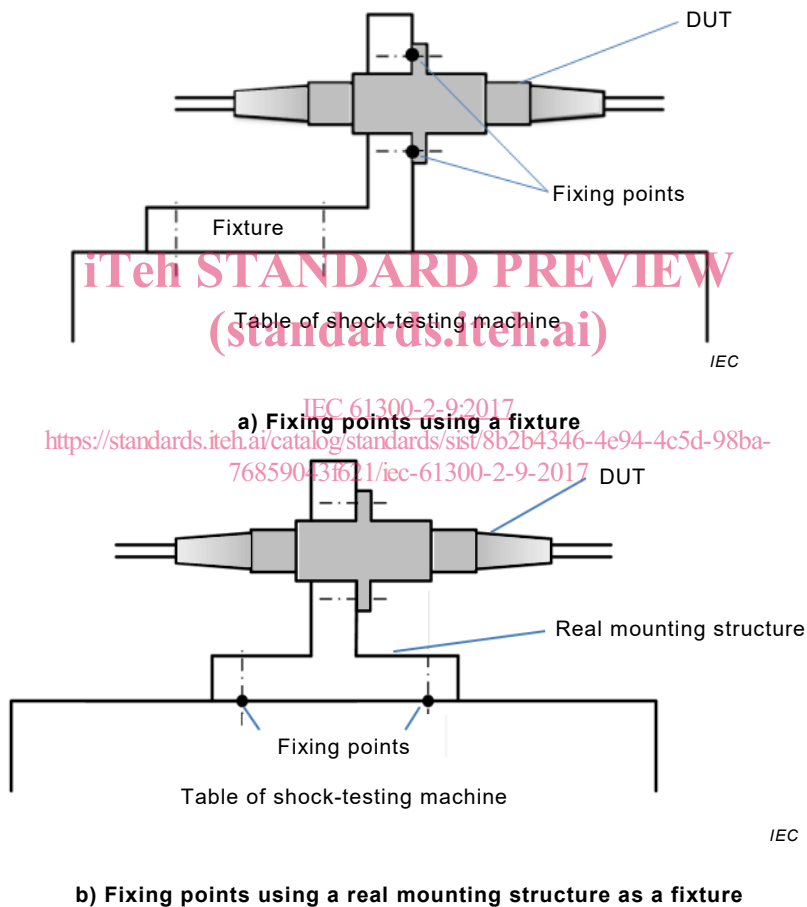 DUT
Fixing points
Fixture
iTeh STANDARD PREVIEW
Table of shock-testing machine
(standards.iteh.ai)
IEC
IEC 61300-2-9:2017
a) Fixing points using a fixture
https://standards.iteh.ai/catalog/standards/sist/8b2b4346-4e94-4c5d-98ba-
76859043f621/iec-61300-2-9-2017
DUT
Real mounting structure
Fixing points
Table of shock-testing machine
IEC
b) Fixing points using a real mounting structure as a fixture